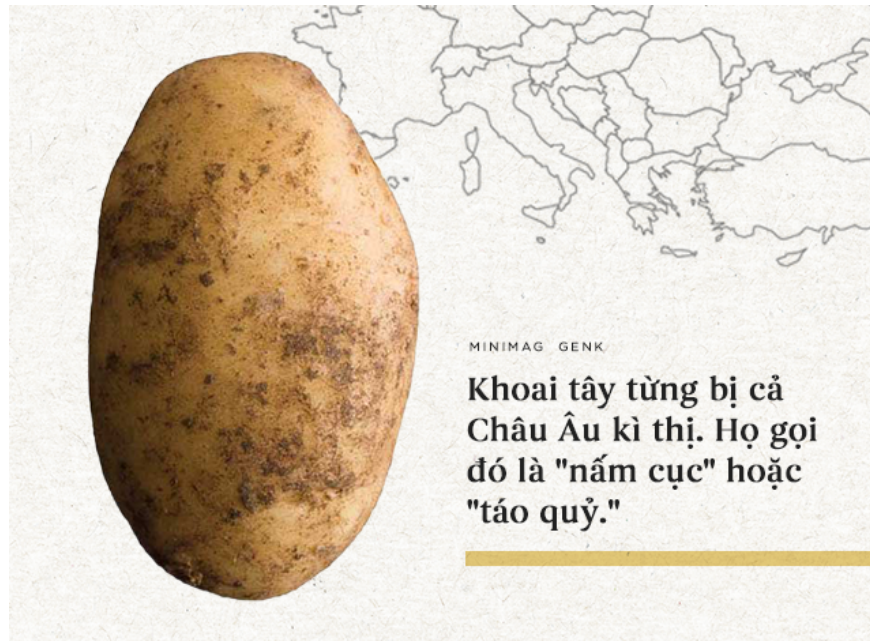 MINIMAG GENK
Khoai tây từng bị cả
Châu Âu kì thị. Họ gọi
đó là "nấm cục" hoặc
"táo quỷ."